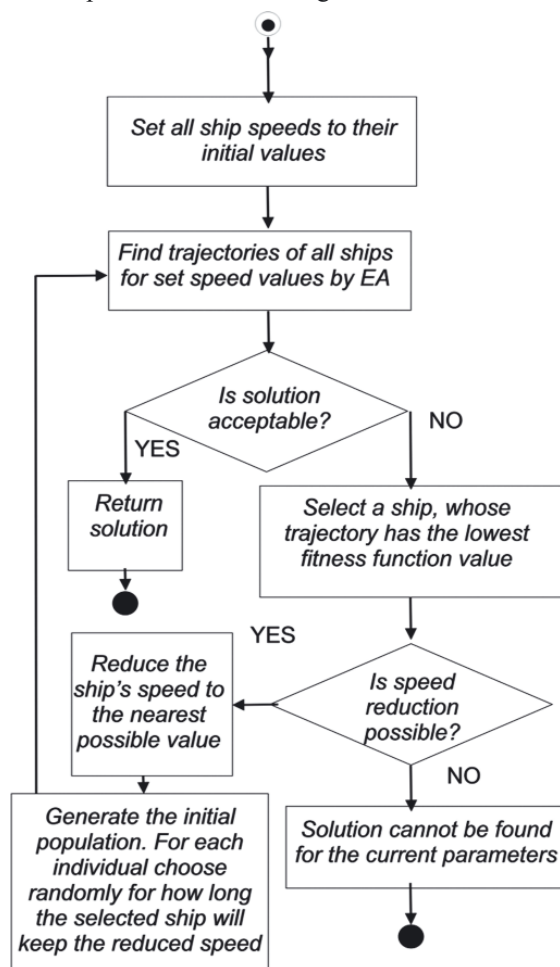 Set all ship speeds to their
initial values
Find trajectories of all ships
for set speed values by EA
Is solution
acceptable?
YES
NO
Return
solution
Select a ship, whose
trajectory has the lowest
fitness function value
YES
Reduce the
ship's speed to
the nearest
possible value
Is speed
reduction
possible?
NO
Generate the initial
population. For each
individual choose
randomly for how long
the selected ship will
keep the reduced speed
Solution cannot be found
for the current parameters